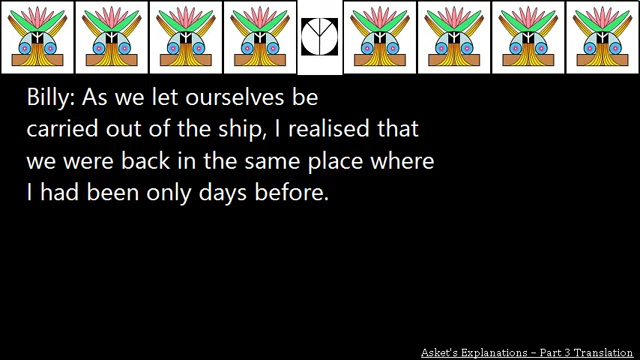 Billy: As we let ourselves be
carried out of the ship, I realised that
we were back in the same place where
I had been only days before.
Asket's Explanations - Part 3 Translation